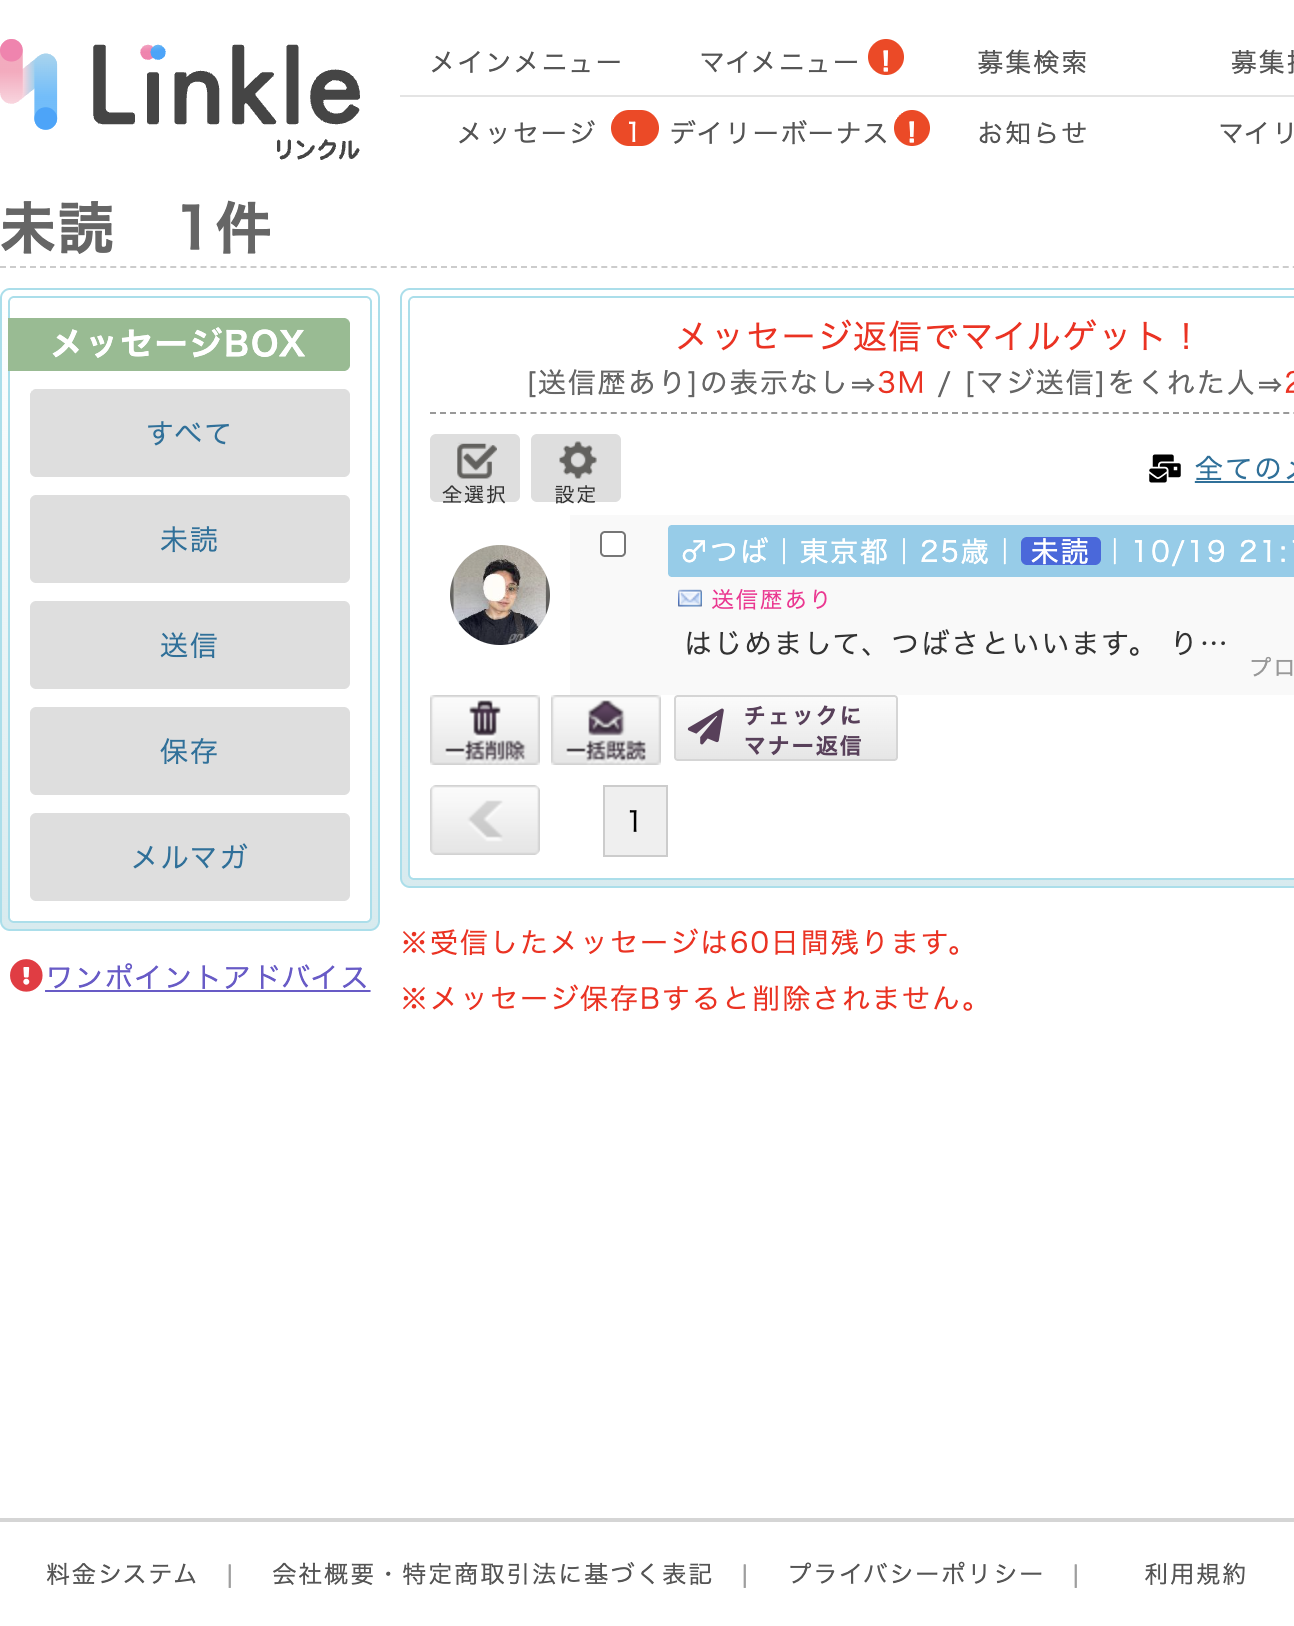 Linkle
リンクル
メインメニュー
マイメニュー !
募集検索
募集
メッセージ 1
デイリーボーナス !
お知らせ
マイリ
未読 1件
メッセージBOX
すべて
未読
送信
保存
メルマガ
!ワンポイントアドバイス
メッセージ返信でマイルゲット！
[送信歴あり]の表示なし⇒3M / [マジ送信]をくれた人⇒2
全選択
設定
全ての
♂つば｜東京都｜25歳｜未読｜10/19 21:
送信歴あり
はじめまして、つばさといいます。 り…
プロ
一括削除
一括既読
チェックに
マナー返信
1
※受信したメッセージは60日間残ります。
※メッセージ保存Bすると削除されません。
料金システム ｜ 会社概要・特定商取引法に基づく表記 ｜ プライバシーポリシー ｜ 利用規約